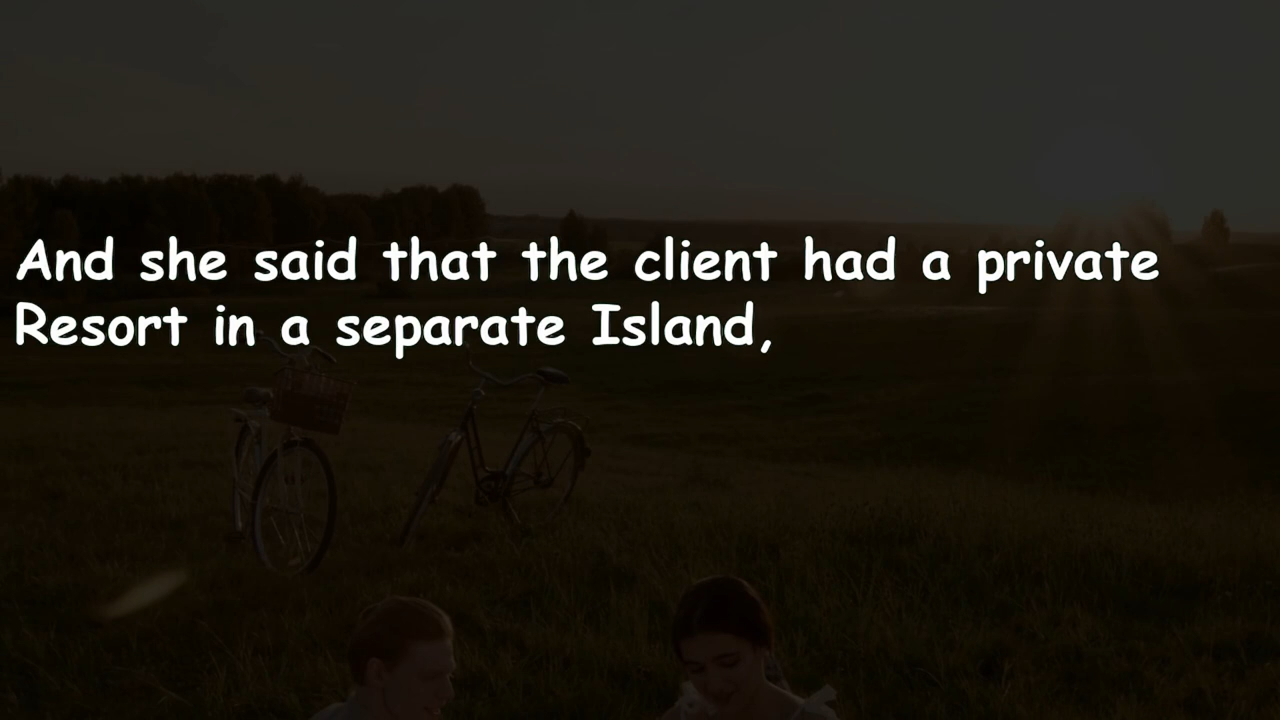 And she said that the client had a private
Resort in a separate Island,